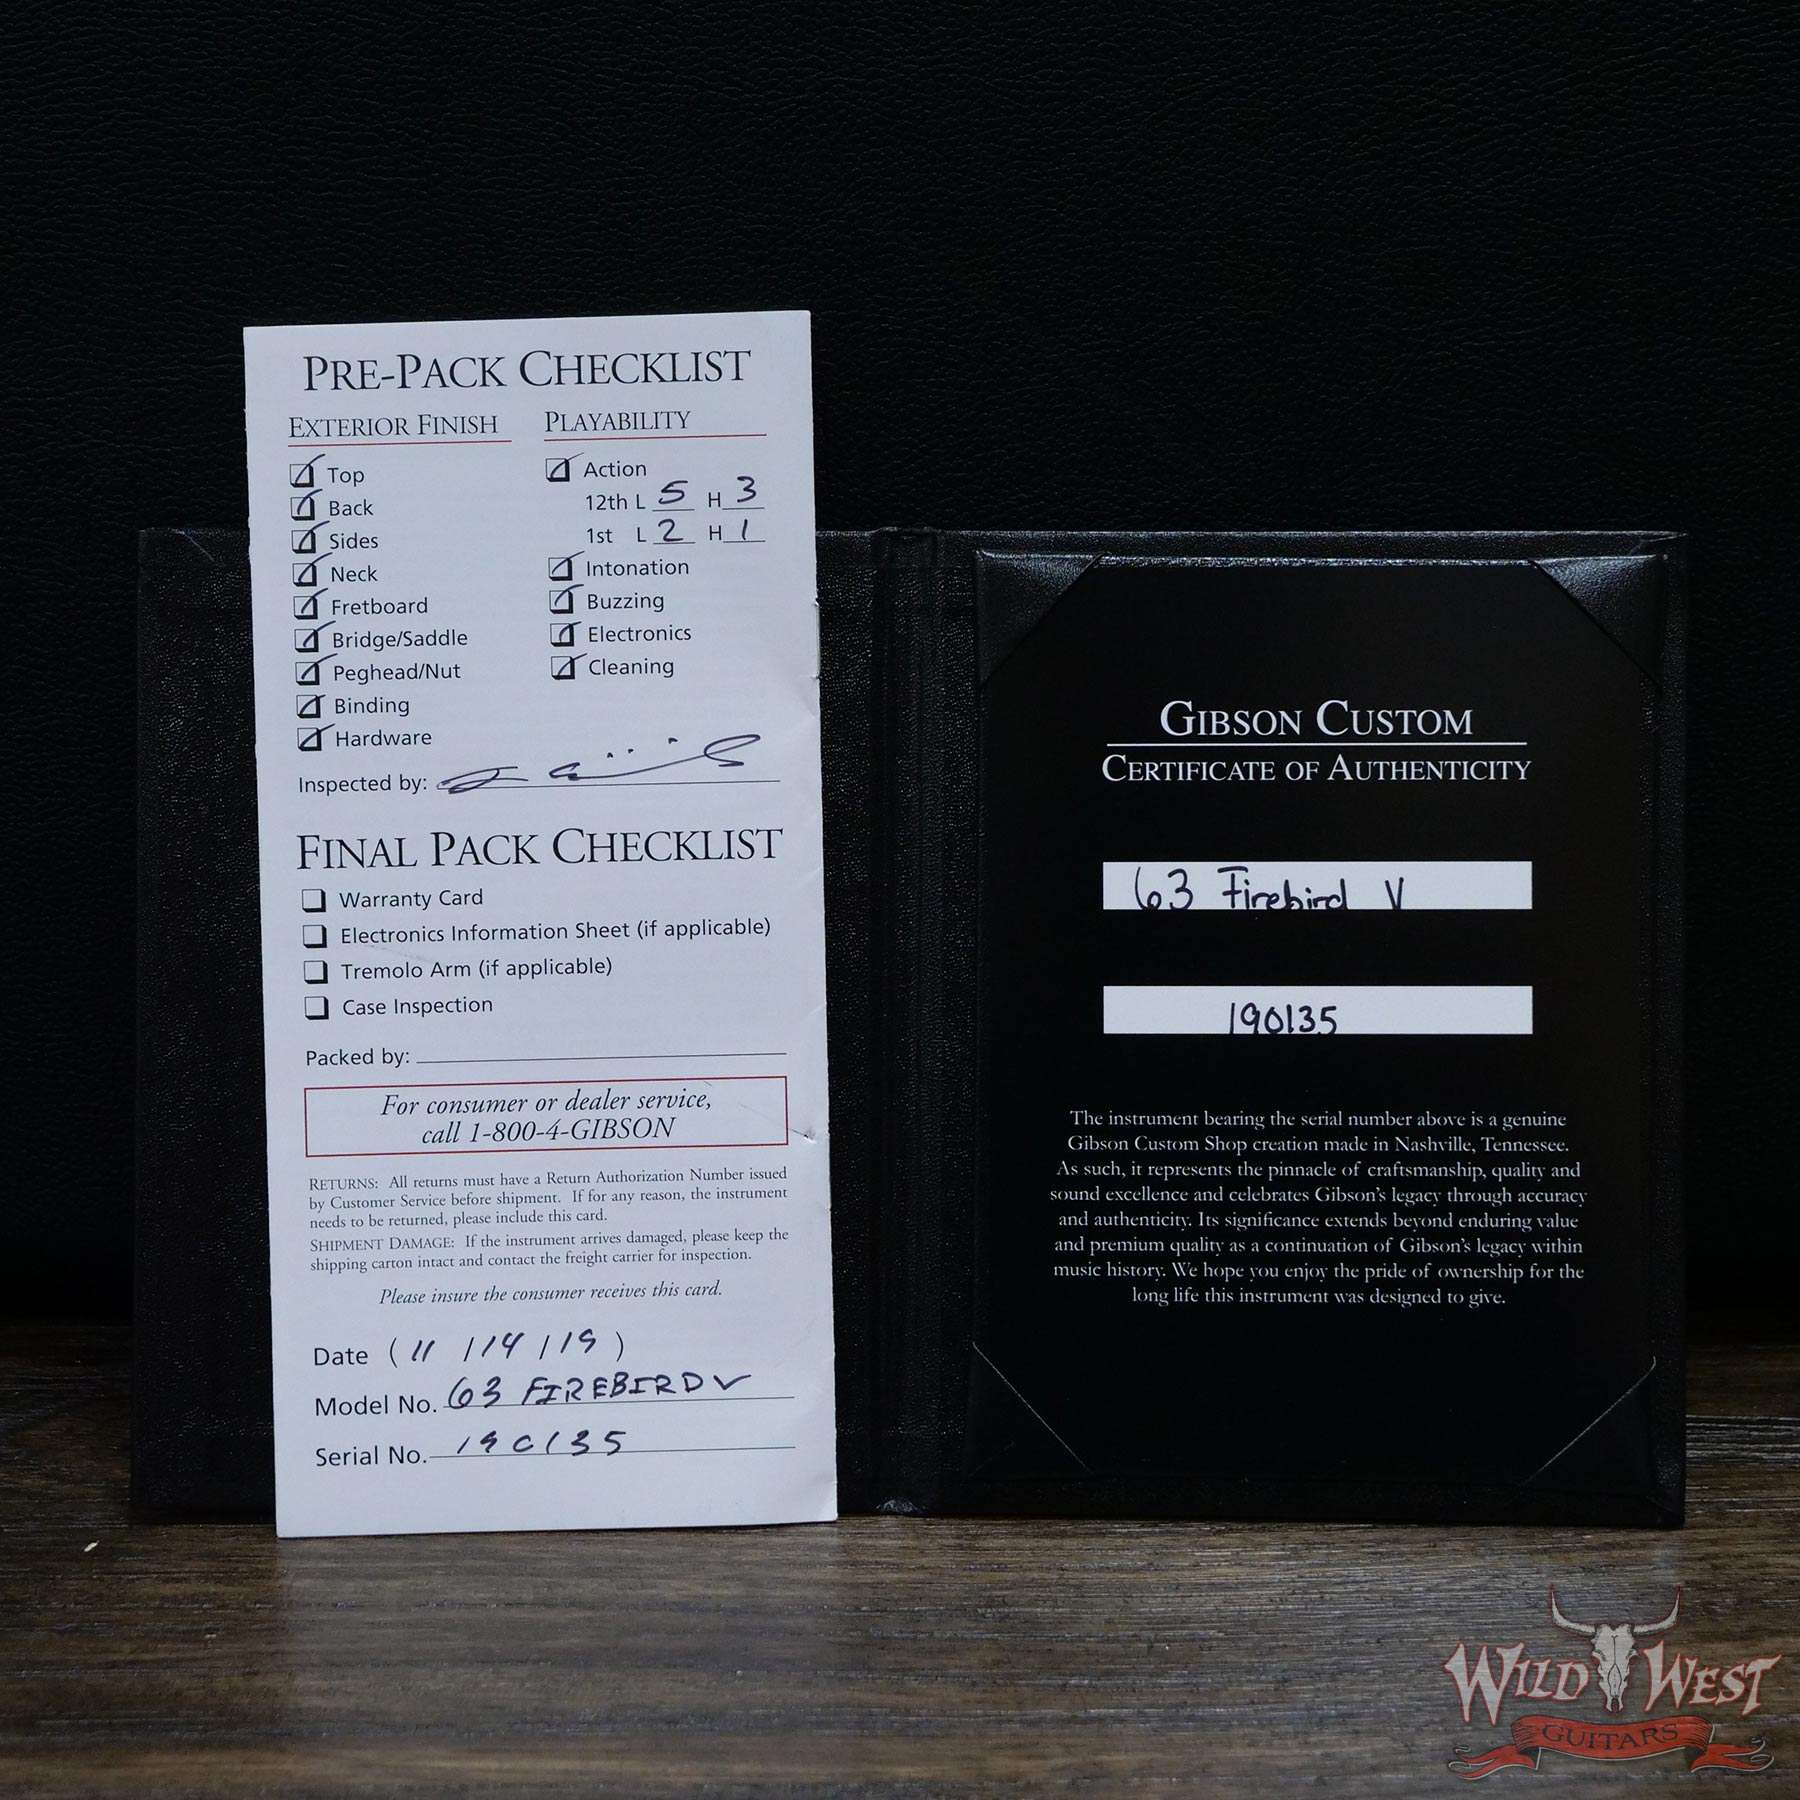 PRE-PACK CHECKLIST
EXTERIOR FINISH
Top
Back
Sides
Neck
Fretboard
Bridge/Saddle
Peghead/Nut
Binding
Hardware
PLAYABILITY
Action
12th L 5 H 3
1st L 2 H 1
Intonation
Buzzing
Electronics
Cleaning
Inspected by:
FINAL PACK CHECKLIST
Warranty Card
Electronics Information Sheet (if applicable)
Tremolo Arm (if applicable)
Case Inspection
Packed by:
For consumer or dealer service,
call 1-800-4-GIBSON
RETURNS: All returns must have a Return Authorization Number issued
by Customer Service before shipment. If for any reason, the instrument
needs to be returned, please include this card.
SHIPMENT DAMAGE: If the instrument arrives damaged, please keep the
shipping carton intact and contact the freight carrier for inspection.
Please insure the consumer receives this card.
Date (11 /14 /19 )
Model No. 63 FIREBIRD V
Serial No. 190135
GIBSON CUSTOM
CERTIFICATE OF AUTHENTICITY
63 Firebird V
190135
The instrument bearing the serial number above is a genuine
Gibson Custom Shop creation made in Nashville, Tennessee.
As such, it represents the pinnacle of craftsmanship, quality and
sound excellence and celebrates Gibson's legacy through accuracy
and authenticity. Its significance extends beyond enduring value
and premium quality as a continuation of Gibson's legacy within
music history. We hope you enjoy the pride of ownership for the
long life this instrument was designed to give.
WILD WEST
GUITARS